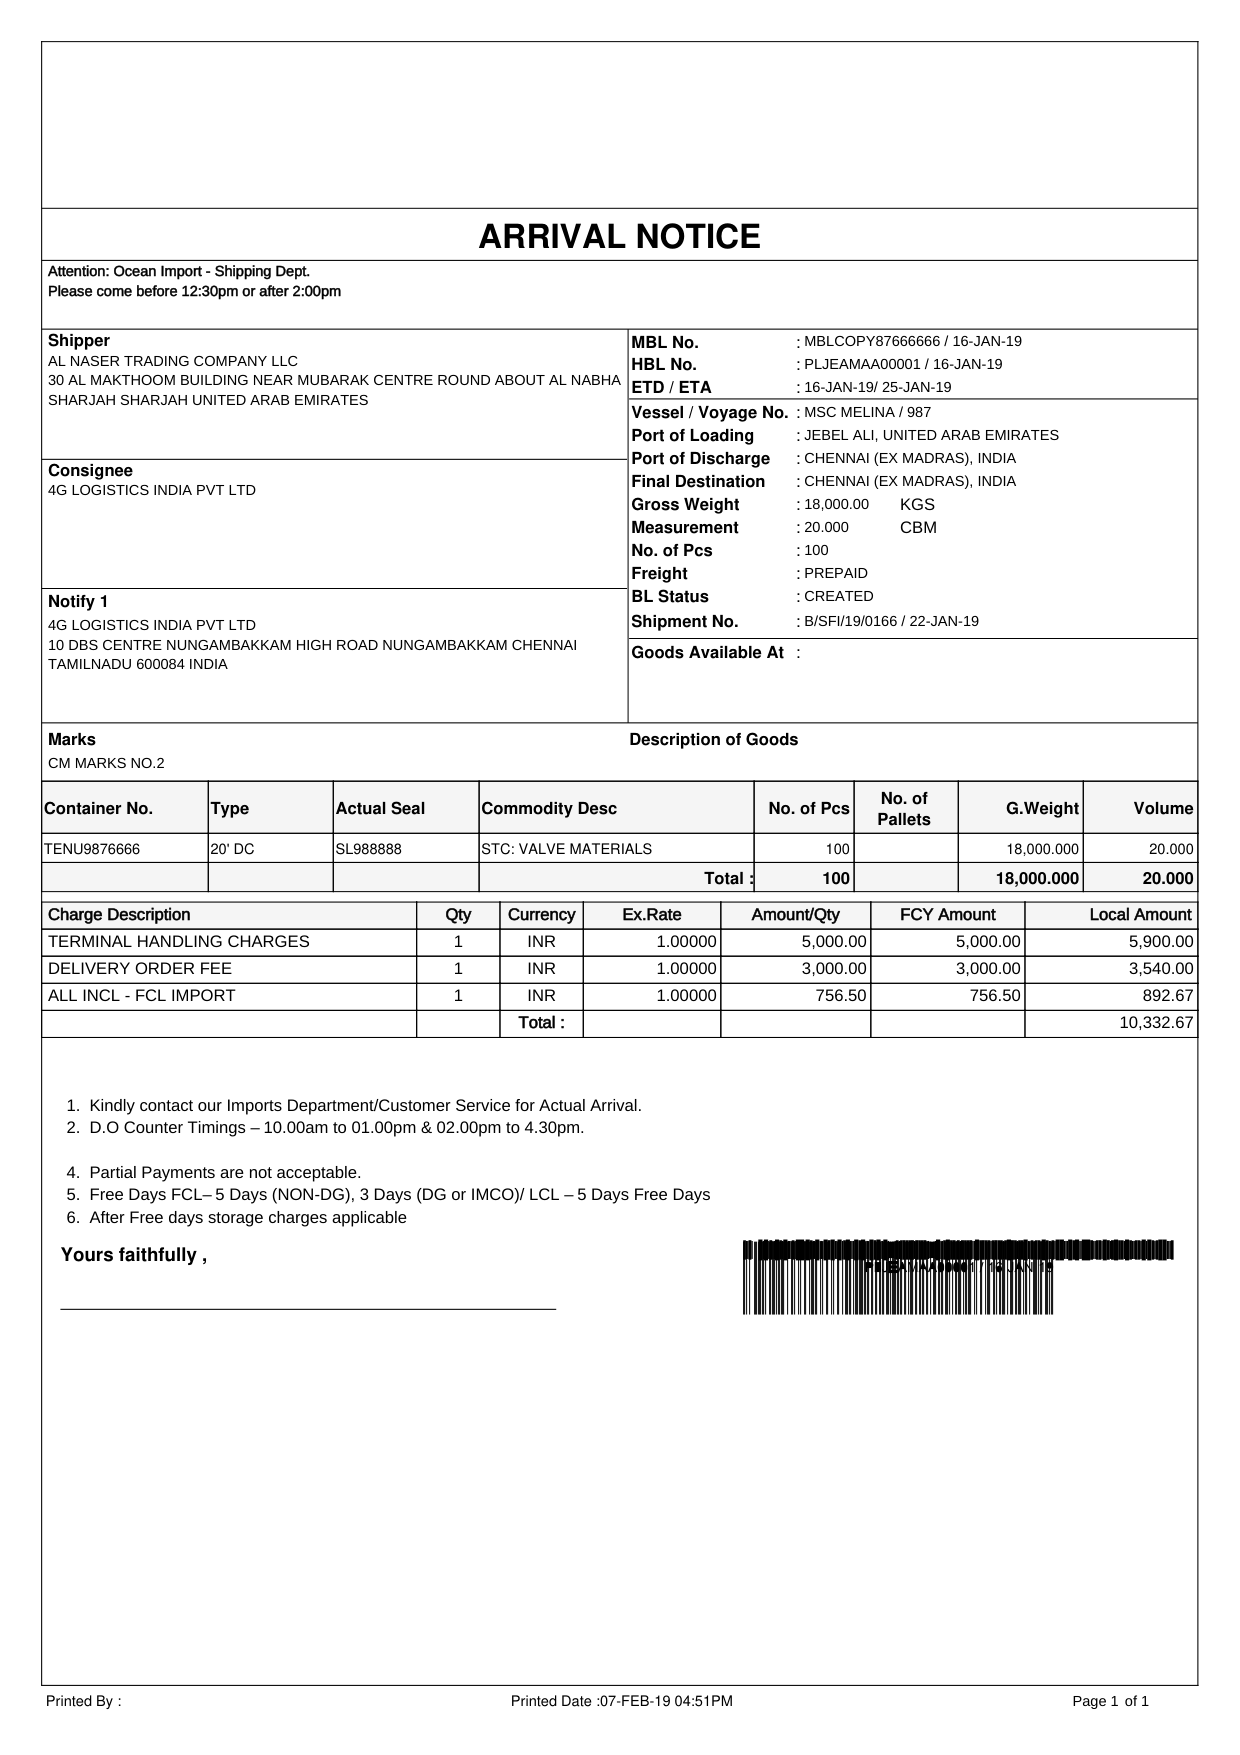 ARRIVAL NOTICE
Attention: Ocean Import - Shipping Dept.
Please come before 12:30pm or after 2:00pm
Shipper
AL NASER TRADING COMPANY LLC
30 AL MAKTHOOM BUILDING NEAR MUBARAK CENTRE ROUND ABOUT AL NABHA
SHARJAH SHARJAH UNITED ARAB EMIRATES
Consignee
4G LOGISTICS INDIA PVT LTD
Notify 1
4G LOGISTICS INDIA PVT LTD
10 DBS CENTRE NUNGAMBAKKAM HIGH ROAD NUNGAMBAKKAM CHENNAI
TAMILNADU 600084 INDIA
MBL No. : MBLCOPY87666666 / 16-JAN-19
HBL No. : PLJEAMAA00001 / 16-JAN-19
ETD / ETA : 16-JAN-19/ 25-JAN-19
Vessel / Voyage No. : MSC MELINA / 987
Port of Loading : JEBEL ALI, UNITED ARAB EMIRATES
Port of Discharge : CHENNAI (EX MADRAS), INDIA
Final Destination : CHENNAI (EX MADRAS), INDIA
Gross Weight : 18,000.00 KGS
Measurement : 20.000 CBM
No. of Pcs : 100
Freight : PREPAID
BL Status : CREATED
Shipment No. : B/SFI/19/0166 / 22-JAN-19
Goods Available At :
Marks Description of Goods
CM MARKS NO.2
Container No. Type Actual Seal Commodity Desc No. of Pcs No. of Pallets G.Weight Volume
TENU9876666 20' DC SL988888 STC: VALVE MATERIALS 100 18,000.000 20.000
Total : 100 18,000.000 20.000
Charge Description Qty Currency Ex.Rate Amount/Qty FCY Amount Local Amount
TERMINAL HANDLING CHARGES 1 INR 1.00000 5,000.00 5,000.00 5,900.00
DELIVERY ORDER FEE 1 INR 1.00000 3,000.00 3,000.00 3,540.00
ALL INCL - FCL IMPORT 1 INR 1.00000 756.50 756.50 892.67
Total : 10,332.67
1. Kindly contact our Imports Department/Customer Service for Actual Arrival.
2. D.O Counter Timings – 10.00am to 01.00pm & 02.00pm to 4.30pm.
4. Partial Payments are not acceptable.
5. Free Days FCL– 5 Days (NON-DG), 3 Days (DG or IMCO)/ LCL – 5 Days Free Days
6. After Free days storage charges applicable
Yours faithfully ,
PLJEAMAA00001 / 16-JAN-19
Printed By : Printed Date :07-FEB-19 04:51PM Page 1 of 1